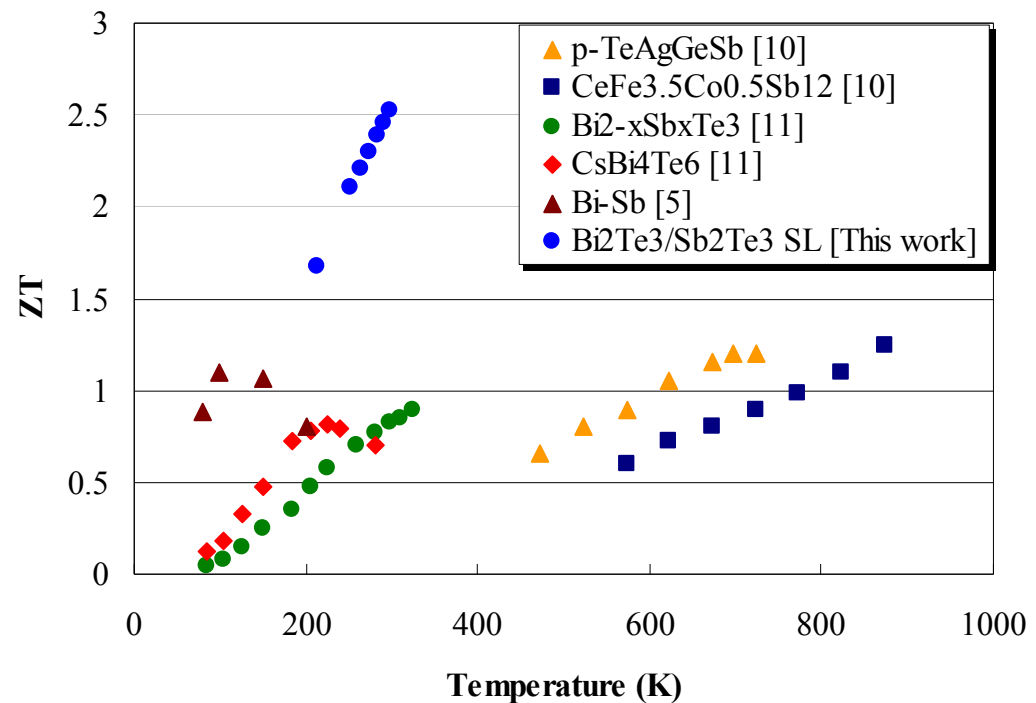 3
2.5
2
1.5
1
0.5
0
ZT
p-TeAgGeSb [10]
CeFe3.5Co0.5Sb12 [10]
Bi2-xSbxTe3 [11]
CsBi4Te6 [11]
Bi-Sb [5]
Bi2Te3/Sb2Te3 SL [This work]
0 200 400 600 800 1000
Temperature (K)